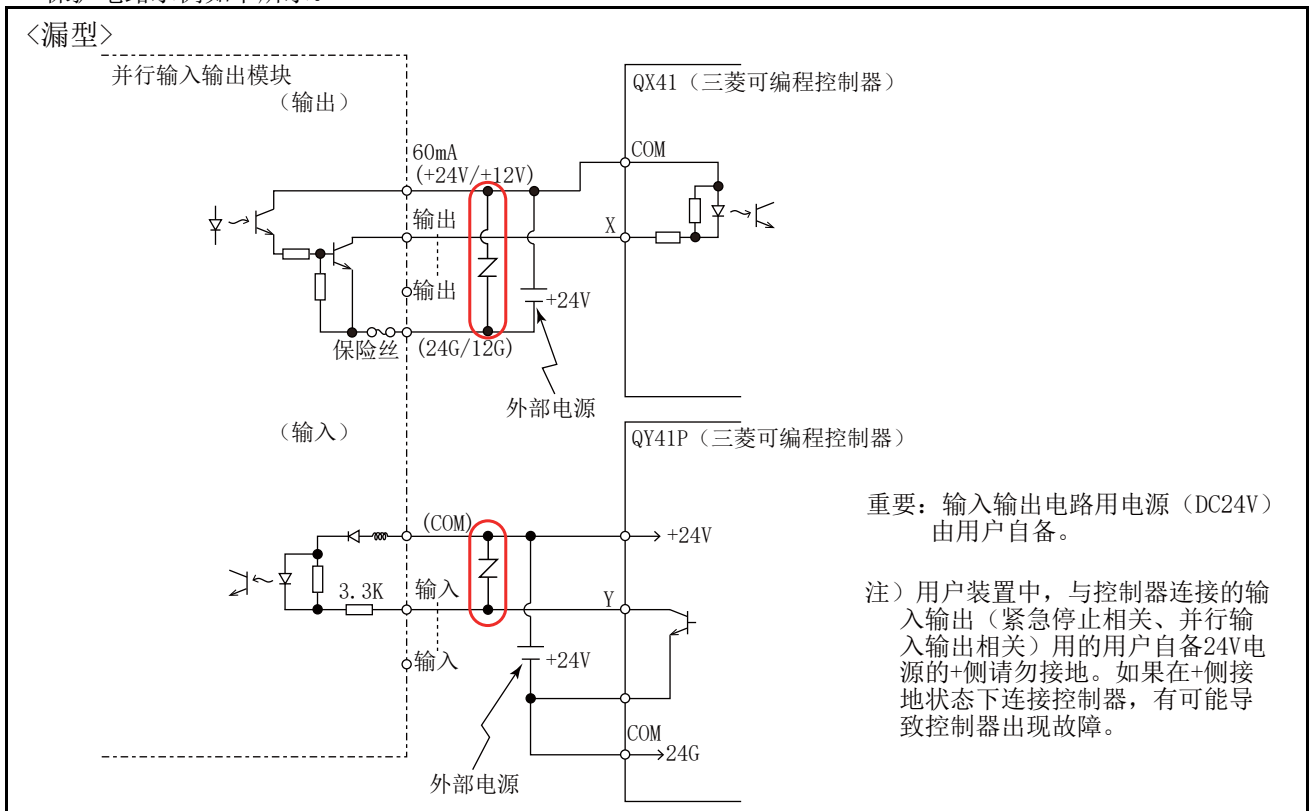 <漏型>
并行输入输出模块
（输出）
QX41（三菱可编程控制器）
60mA
(+24V/+12V)
COM
输出
X
输出
+24V
保险丝
(24G/12G)
外部电源
（输入）
QY41P（三菱可编程控制器）
(COM)
+24V
3.3K
输入
Y
输入
+24V
COM
24G
外部电源
重要：输入输出电路用电源（DC24V）
由用户自备。
注）用户装置中，与控制器连接的输
入输出（紧急停止相关、并行输
入输出相关）用的用户自备24V电
源的+侧请勿接地。如果在+侧接
地状态下连接控制器，有可能导
致控制器出现故障。